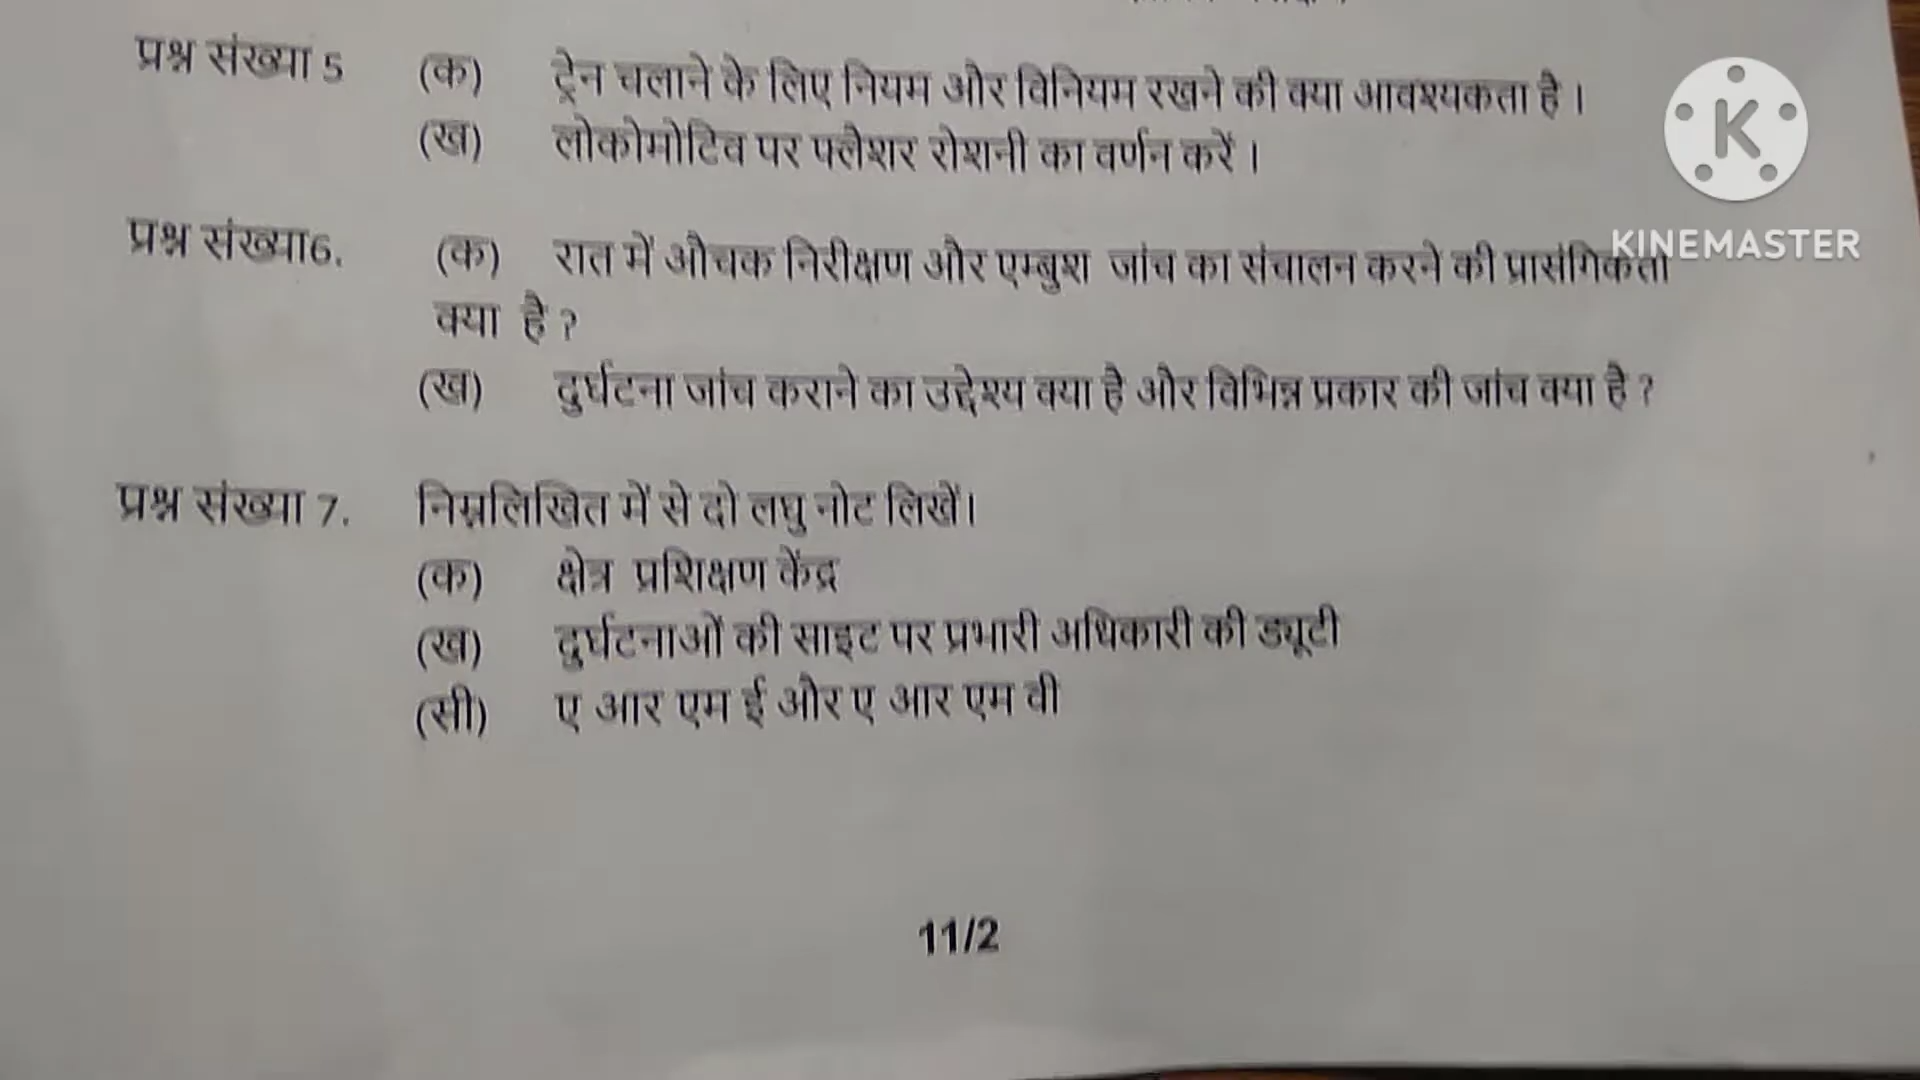 प्रश्न संख्या 5 (क) ट्रेन चलाने के लिए नियम और विनियम रखने की क्या आवश्यकता है ।
(ख) लोकोमोटिव पर फ्लैशर रोशनी का वर्णन करें ।
K
KINEMASTER
प्रश्न संख्या6. (क) रात में औचक निरीक्षण और एम्बुश जांच का संचालन करने की प्रासंगिकता
क्या है ?
(ख) दुर्घटना जांच कराने का उद्देश्य क्या है और विभिन्न प्रकार की जांच क्या है ?
प्रश्न संख्या 7. निम्नलिखित में से दो लघु नोट लिखें।
(क) क्षेत्र प्रशिक्षण केंद्र
(ख) दुर्घटनाओं की साइट पर प्रभारी अधिकारी की ड्यूटी
(सी) ए आर एम ई और ए आर एम वी
11/2